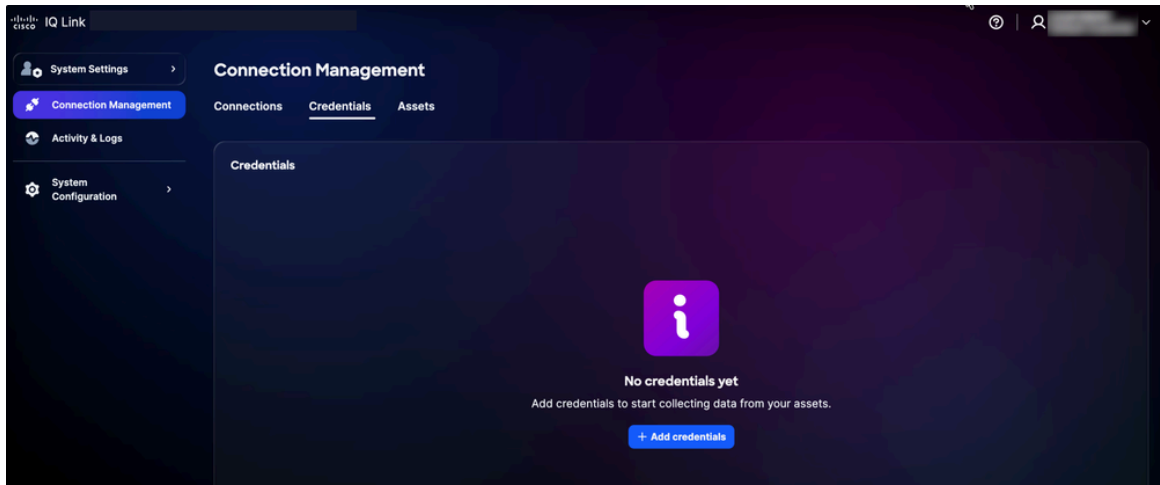 cisco IQ Link
System Settings
Connection Management
Activity & Logs
System
Configuration
Connection Management
Connections Credentials Assets
Credentials
No credentials yet
Add credentials to start collecting data from your assets.
+ Add credentials